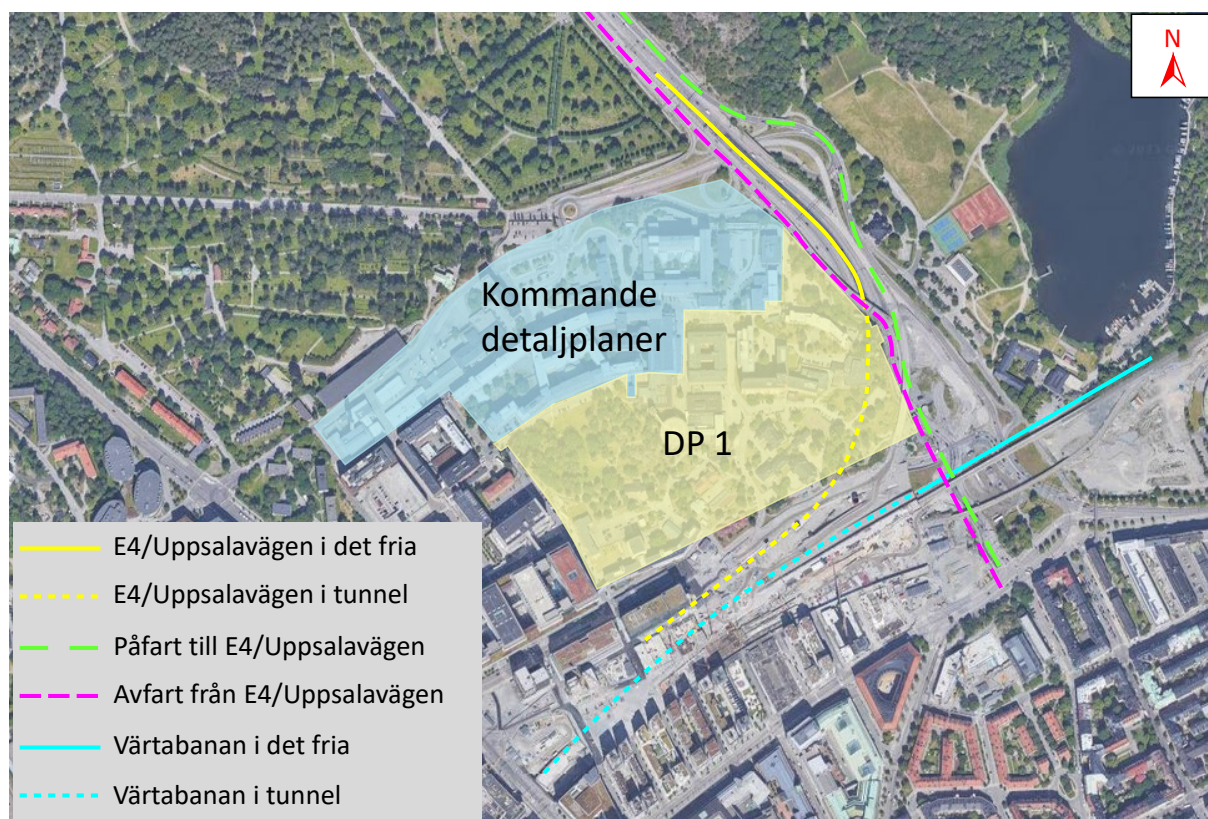 N
Kommande
detaljplaner
DP 1
E4/Uppsalavägen i det fria
E4/Uppsalavägen i tunnel
Påfart till E4/Uppsalavägen
Avfart från E4/Uppsalavägen
Värtabanan i det fria
Värtabanan i tunnel